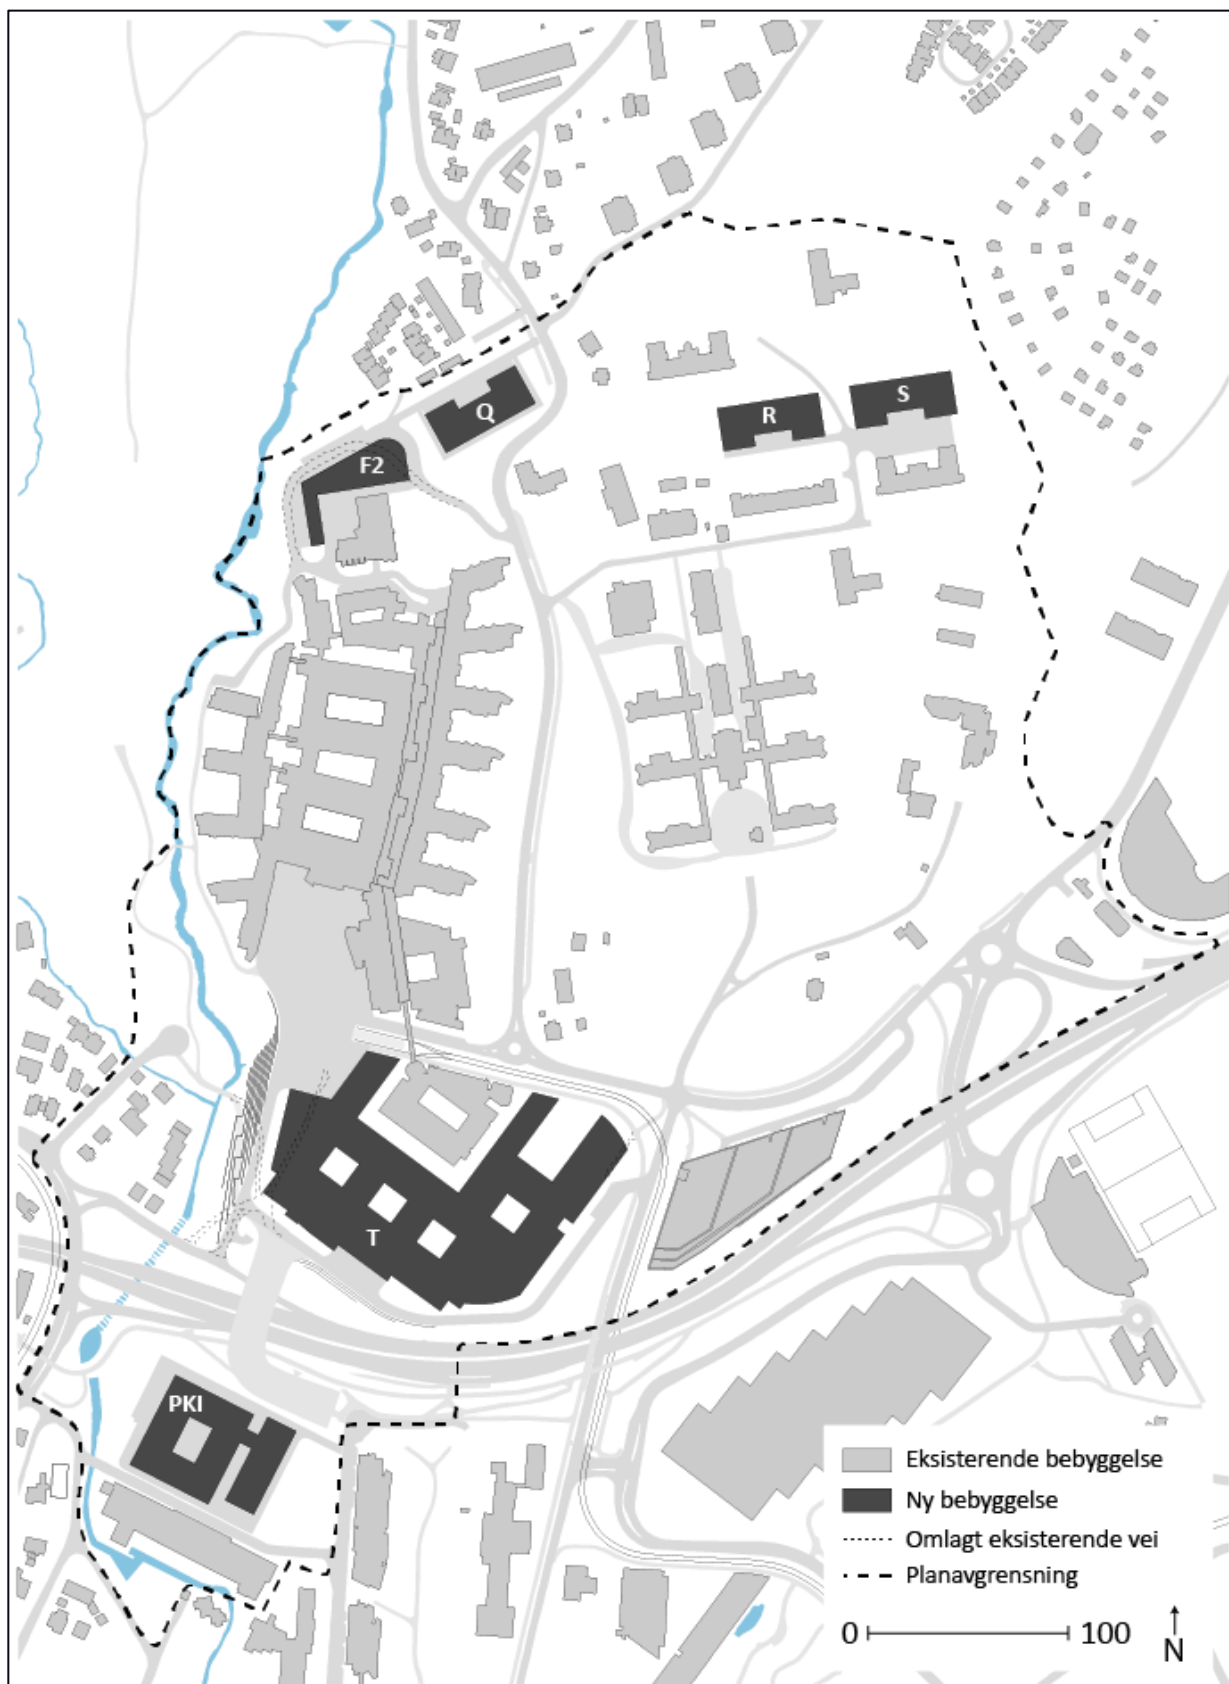 Q
R
S
F2
T
PKI
Eksisterende bebyggelse
Ny bebyggelse
Omlagt eksisterende vei
Planavgrensning
0 100
N